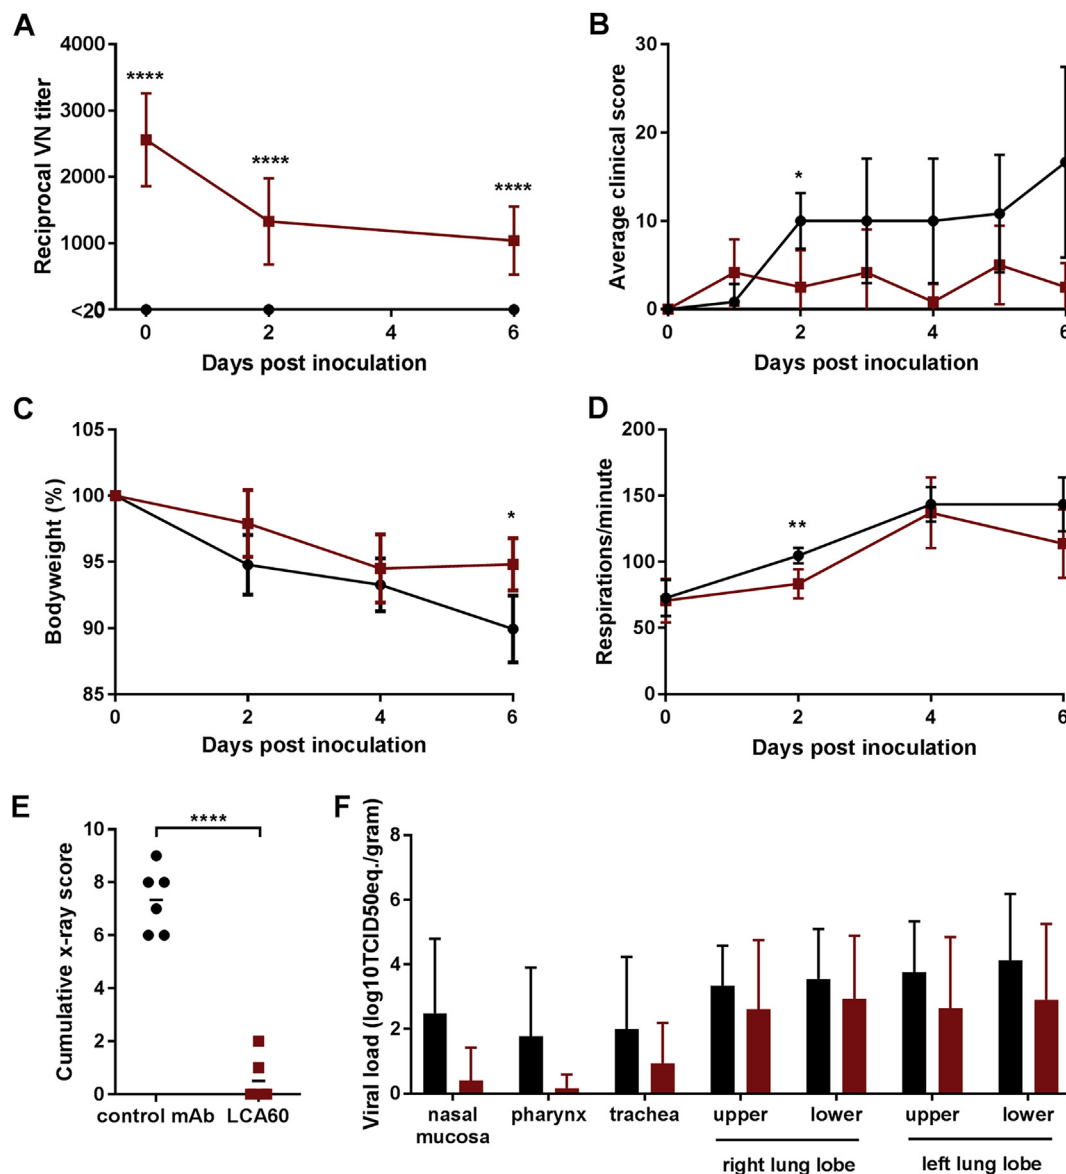 A
Reciprocal VN titer
4000
3000
2000
1000
0
<20
****
****
****
0 2 4 6
Days post inoculation
B
Average clinical score
30
20
10
0
*
0 2 4 6
Days post inoculation
C
Bodyweight (%)
105
100
95
90
85
*
0 2 4 6
Days post inoculation
D
Respirations/minute
200
150
100
50
0
**
0 2 4 6
Days post inoculation
E
Cumulative x-ray score
10
8
6
4
2
0
****
control mAb LCA60
F
Viral load (log10TCID50eq./gram)
8
6
4
2
0
nasal mucosa
pharynx
trachea
upper lower upper lower
right lung lobe left lung lobe